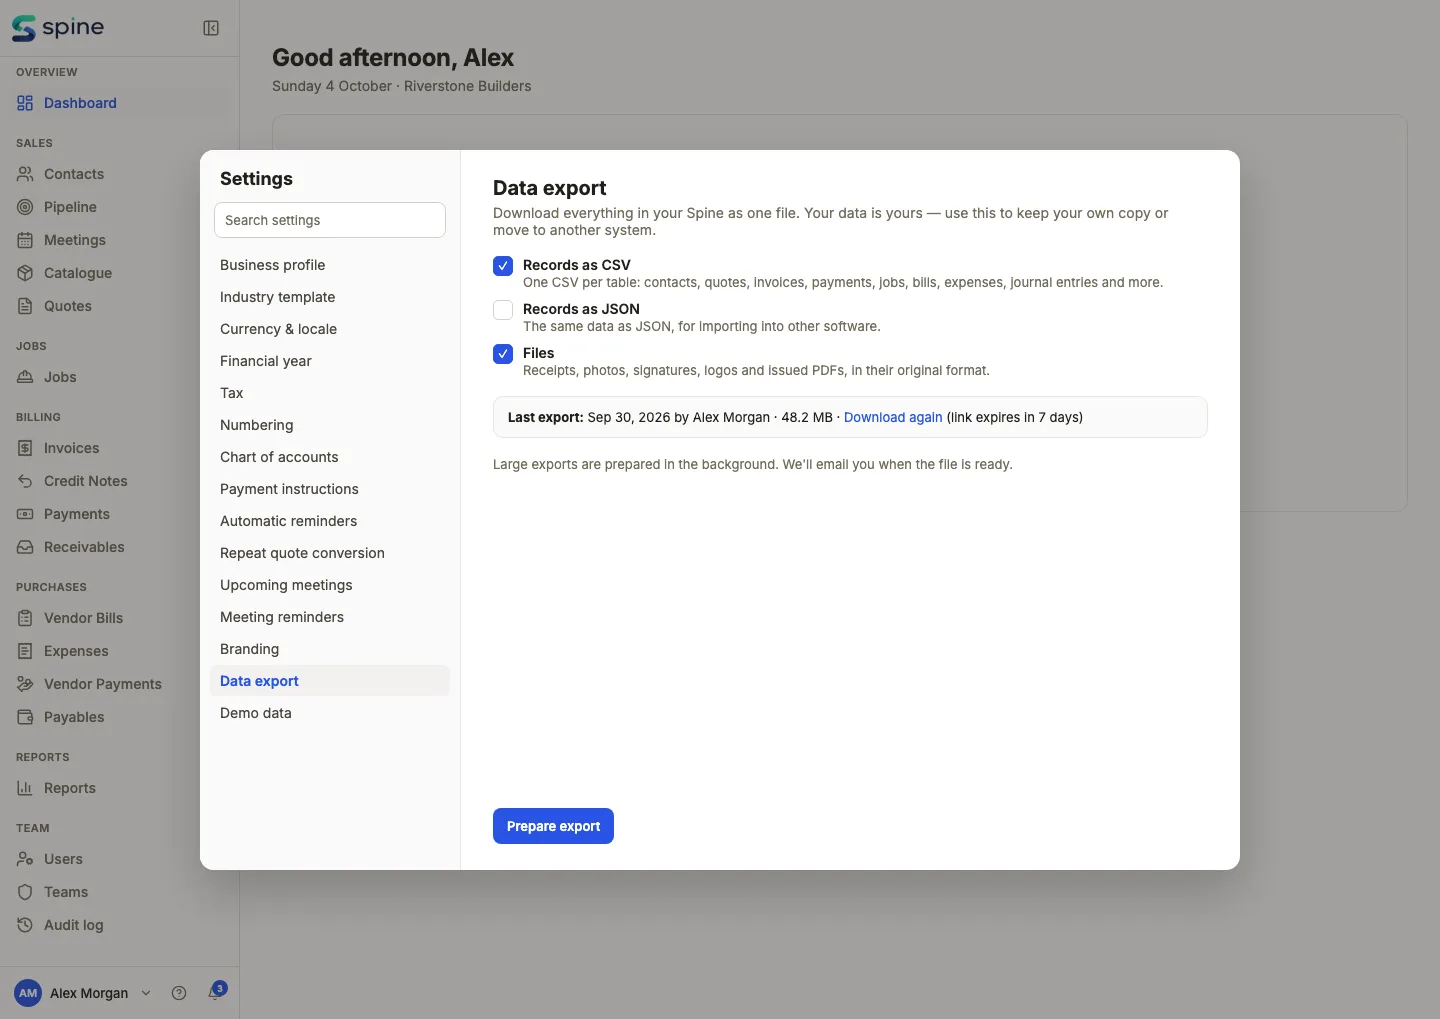 spine
OVERVIEW
Dashboard
SALES
Contacts
Pipeline
Meetings
Catalogue
Quotes
JOBS
Jobs
BILLING
Invoices
Credit Notes
Payments
Receivables
PURCHASES
Vendor Bills
Expenses
Vendor Payments
Payables
REPORTS
Reports
TEAM
Users
Teams
Audit log
AM Alex Morgan
3
Good afternoon, Alex
Sunday 4 October · Riverstone Builders
Settings
Search settings
Business profile
Industry template
Currency & locale
Financial year
Tax
Numbering
Chart of accounts
Payment instructions
Automatic reminders
Repeat quote conversion
Upcoming meetings
Meeting reminders
Branding
Data export
Demo data
Data export
Download everything in your Spine as one file. Your data is yours — use this to keep your own copy or
move to another system.
Records as CSV
One CSV per table: contacts, quotes, invoices, payments, jobs, bills, expenses, journal entries and more.
Records as JSON
The same data as JSON, for importing into other software.
Files
Receipts, photos, signatures, logos and issued PDFs, in their original format.
Last export: Sep 30, 2026 by Alex Morgan · 48.2 MB · Download again (link expires in 7 days)
Large exports are prepared in the background. We'll email you when the file is ready.
Prepare export